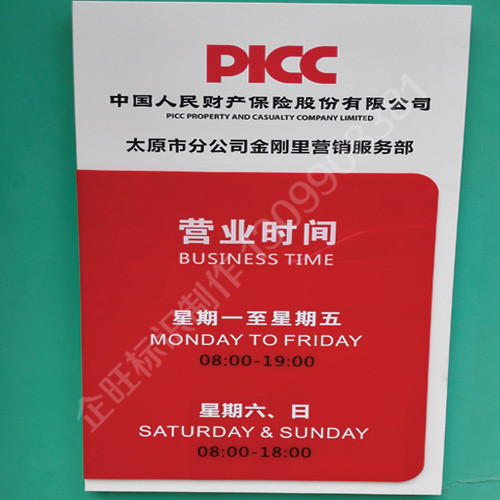 PICC
中国人民财产保险股份有限公司
PICC PROPERTY AND CASUALTY COMPANY LIMITED
太原市分公司金刚里营销服务部
营业时间
BUSINESS TIME
星期一至星期五
MONDAY TO FRIDAY
08:00-19:00
星期六、日
SATURDAY & SUNDAY
08:00-18:00